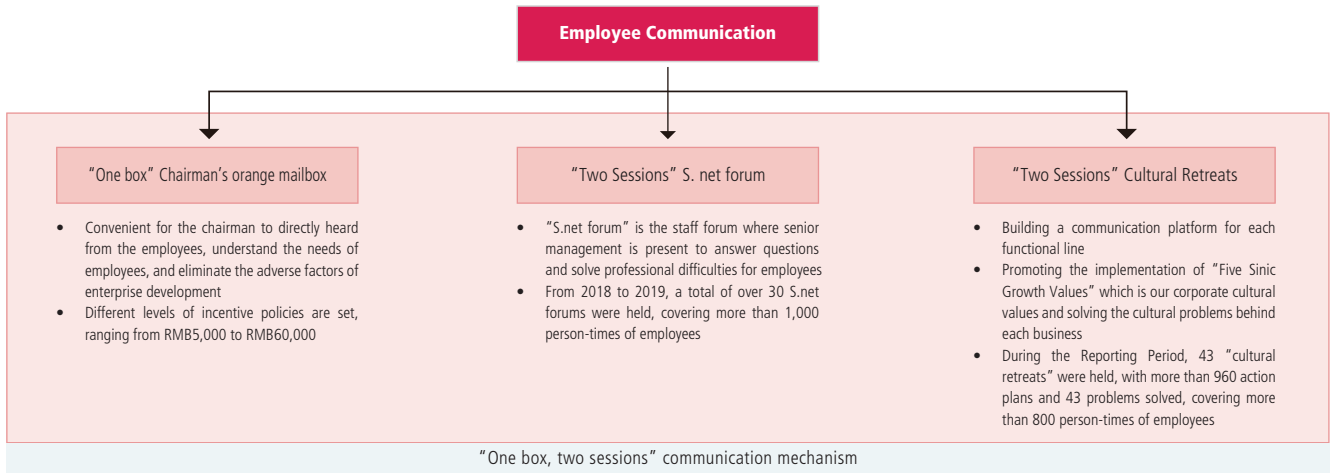 Employee Communication
"One box" Chairman's orange mailbox
• Convenient for the chairman to directly heard
from the employees, understand the needs of
employees, and eliminate the adverse factors of
enterprise development
• Different levels of incentive policies are set,
ranging from RMB5,000 to RMB60,000
"Two Sessions" S. net forum
• "S.net forum" is the staff forum where senior
management is present to answer questions
and solve professional difficulties for employees
• From 2018 to 2019, a total of over 30 S.net
forums were held, covering more than 1,000
person-times of employees
"Two Sessions" Cultural Retreats
• Building a communication platform for each
functional line
• Promoting the implementation of "Five Sinic
Growth Values" which is our corporate cultural
values and solving the cultural problems behind
each business
• During the Reporting Period, 43 "cultural
retreats" were held, with more than 960 action
plans and 43 problems solved, covering more
than 800 person-times of employees
"One box, two sessions" communication mechanism